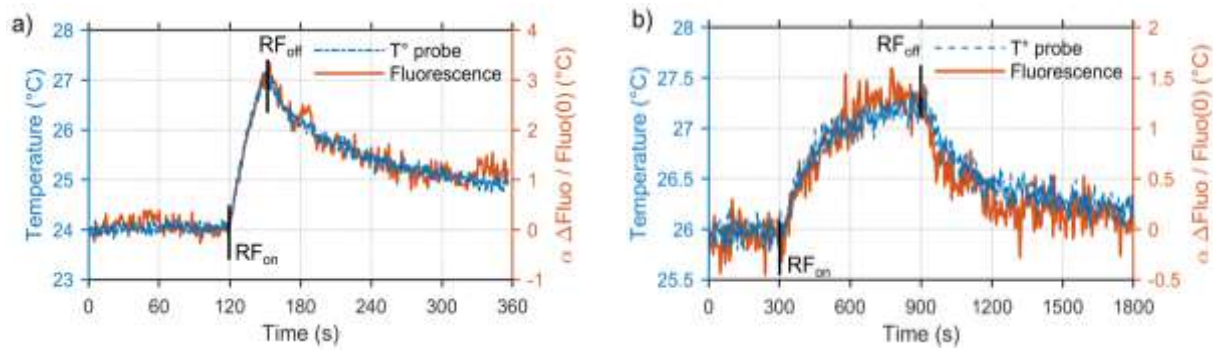 a)
28
27
26
25
24
23
Temperature (°C)
RFoff
T° probe
Fluorescence
RFon
4
3
2
1
0
-1
α ΔFluo / Fluo(0) (°C)
0 60 120 180 240 300 360
Time (s)
b)
28
27.5
27
26.5
26
25.5
Temperature (°C)
RFoff
T° probe
Fluorescence
RFon
2
1.5
1
0.5
0
-0.5
α ΔFluo / Fluo(0) (°C)
0 300 600 900 1200 1500 1800
Time (s)